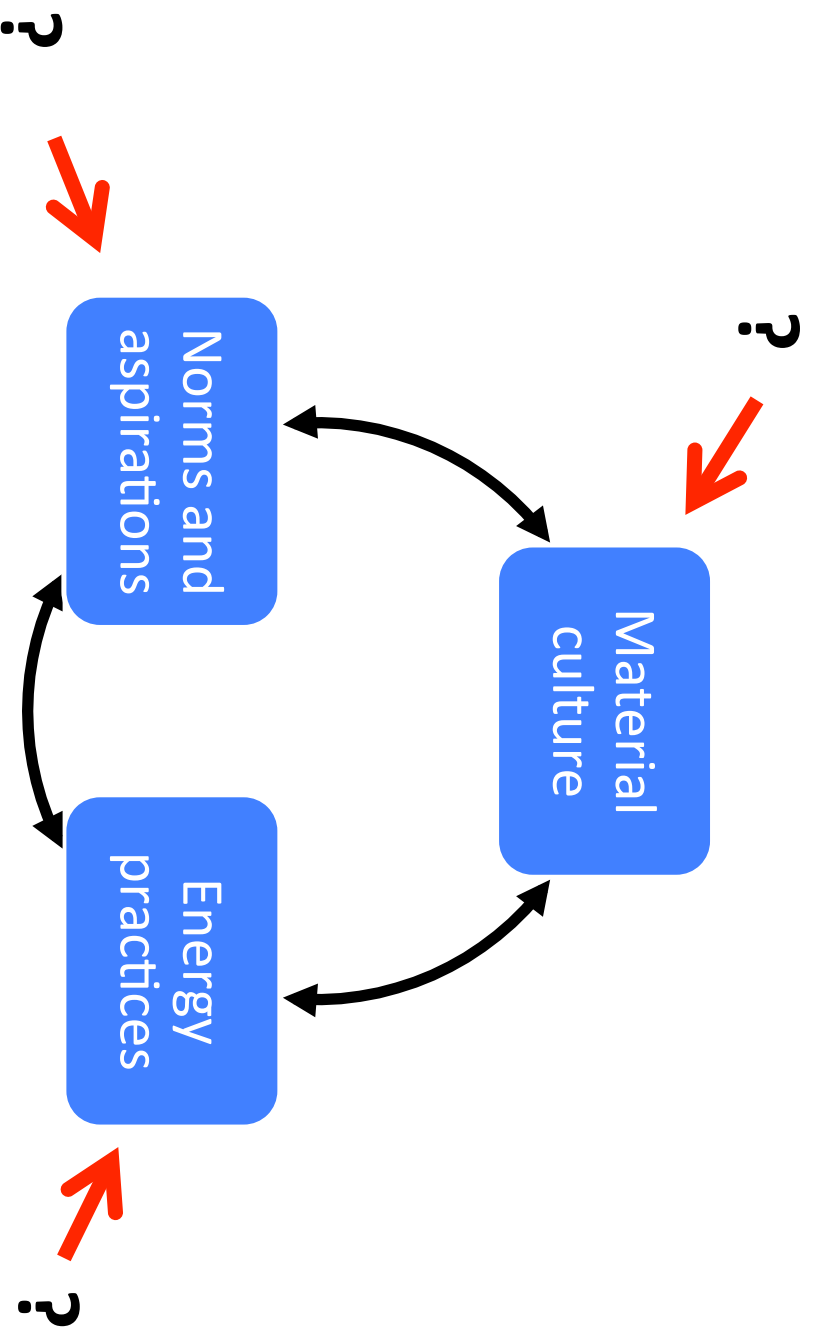 ?
Material
culture
Norms and
aspirations
Energy
practices
?
?